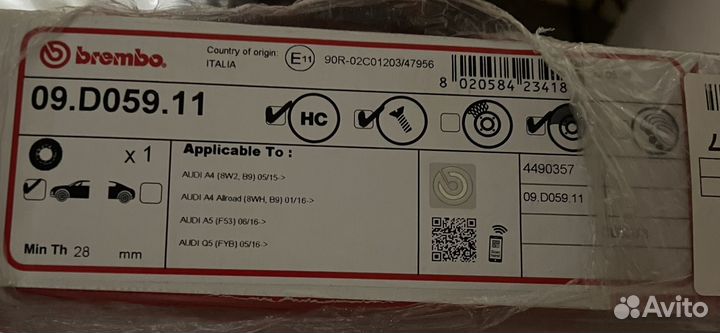 brembo.
Country of origin:
ITALIA
E11
90R-02C01203/47956
8 020584 23418
09.D059.11
HC
x 1
Applicable To :
AUDI A4 (8W2, B9) 05/15->
AUDI A4 Allroad (8WH, B9) 01/16->
AUDI A5 (F53) 06/16->
AUDI Q5 (FYB) 05/16->
4490357
09.D059.11
Min Th 28 mm
Avito